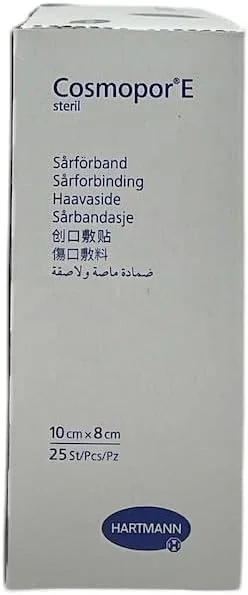 Cosmopor® E
steril
Sårförband
Sårforbinding
Haavaside
Sårbandasje
创口敷贴
傷口敷料
ضمادة ماصة ولاصقة
10 cm × 8 cm
25 St/Pcs/Pz
HARTMANN